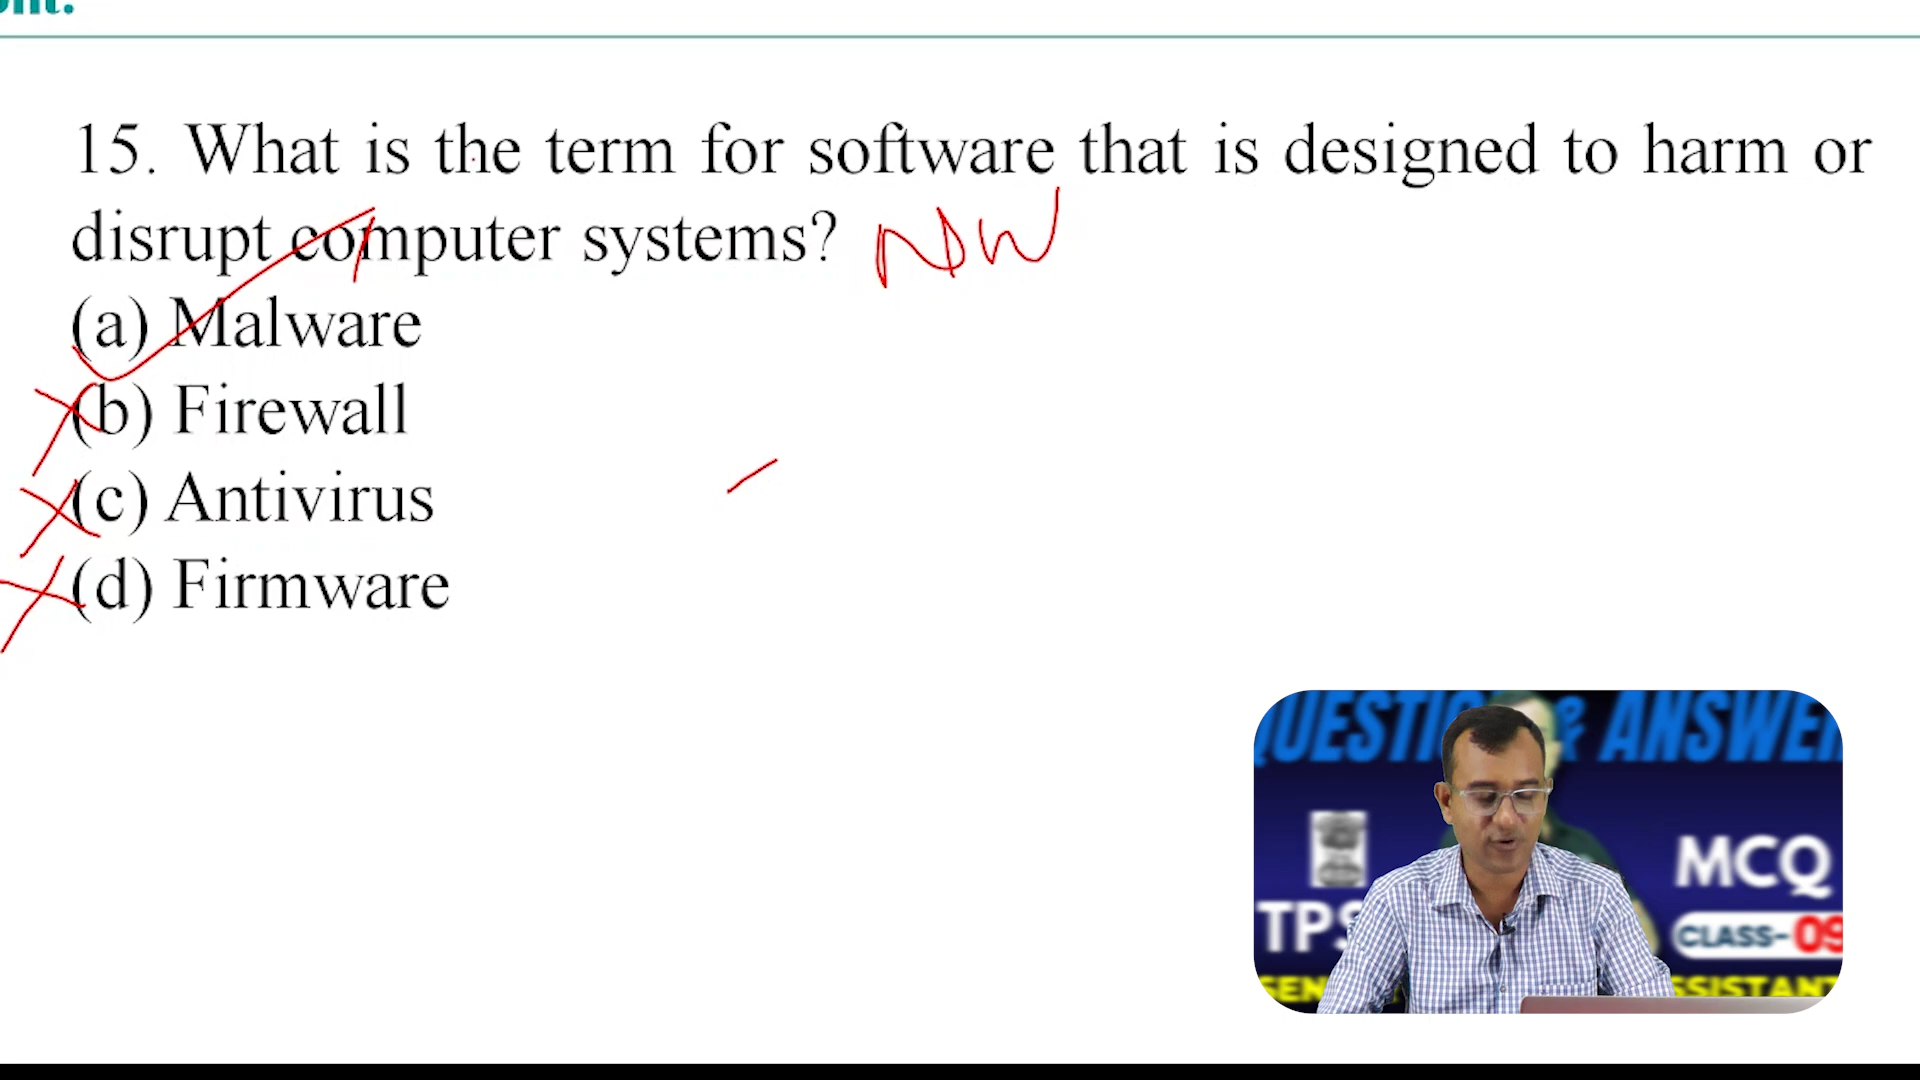 15. What is the term for software that is designed to harm or
disrupt computer systems?
(a) Malware
(b) Firewall
(c) Antivirus
(d) Firmware
& ANSWER
MCQ
CLASS-09